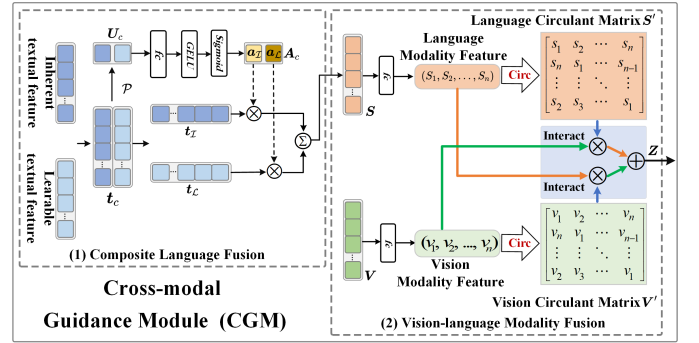 Inherent
textual feature
Learable
textual feature
U_c
P
fc
GELU
Sigmoid
a_I a_L A_c
t_I
t_L
t_c
(1) Composite Language Fusion
Cross-modal
Guidance Module (CGM)
S
fc
Language
Modality Feature
(S_1, S_2, . . . , S_n)
Circ
Language Circulant Matrix S′
s_1 s_2 ⋯ s_n
s_n s_1 ⋯ s_{n-1}
⋮ ⋮ ⋱ ⋮
s_2 s_3 ⋯ s_1
Interact
Interact
Z
V
fc
(v_1, v_2, ..., v_n)
Vision
Modality Feature
Circ
v_1 v_2 ⋯ v_n
v_n v_1 ⋯ v_{n-1}
⋮ ⋮ ⋱ ⋮
v_2 v_3 ⋯ v_1
Vision Circulant Matrix V′
(2) Vision-language Modality Fusion